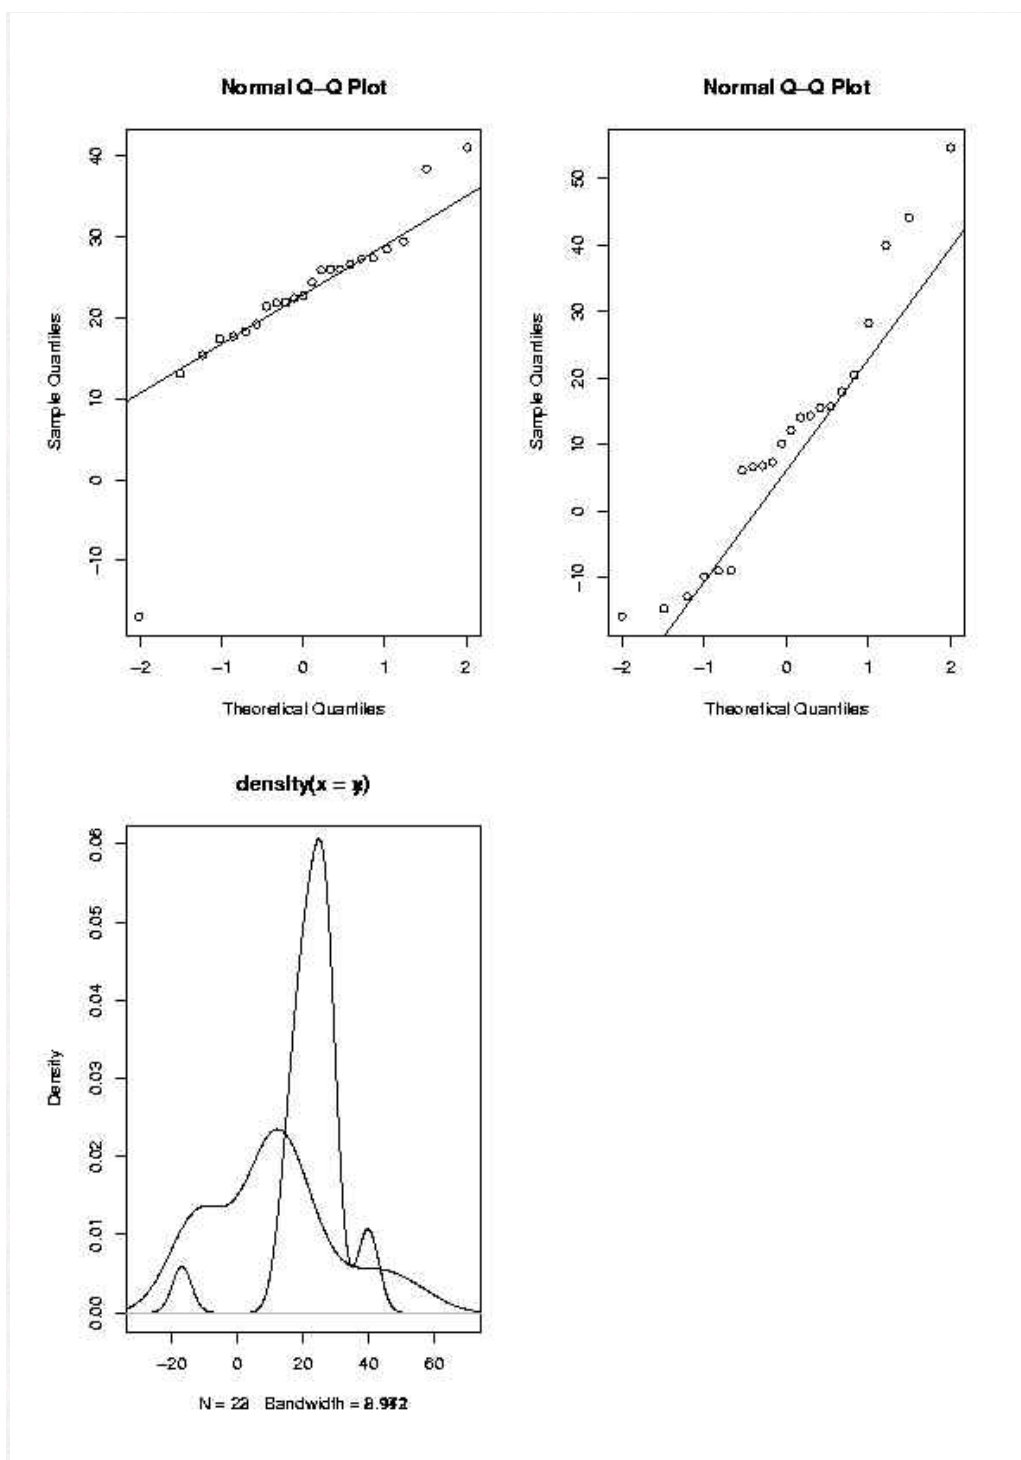 Normal Q–Q Plot
Sample Quantiles
40
30
20
10
0
−10
−2 −1 0 1 2
Theoretical Quantiles
Normal Q–Q Plot
Sample Quantiles
50
40
30
20
10
0
−10
−2 −1 0 1 2
Theoretical Quantiles
density(x =
Density
0.06
0.05
0.04
0.03
0.02
0.01
0.00
−20 0 20 40 60
N = Bandwidth =